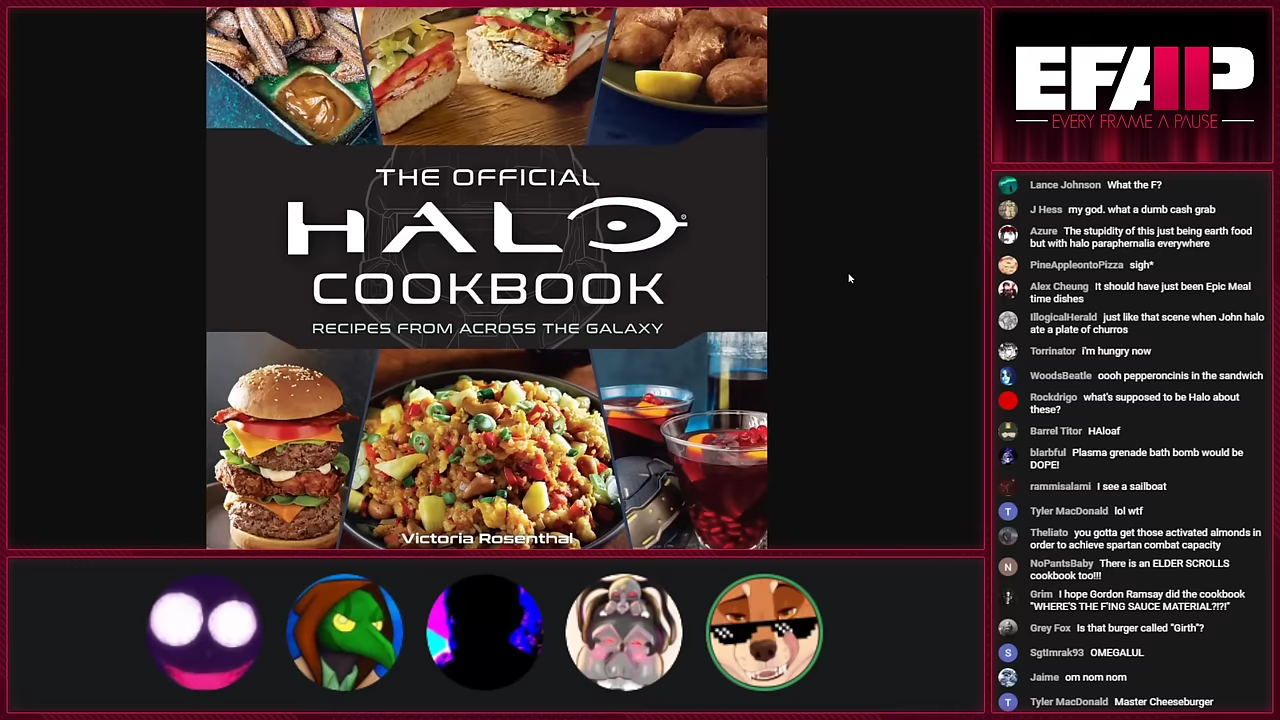 THE OFFICIAL
HALO®
COOKBOOK
RECIPES FROM ACROSS THE GALAXY
Victoria Rosenthal
EFAP
EVERY FRAME A PAUSE
Lance Johnson What the F?
J Hess my god. what a dumb cash grab
Azure The stupidity of this just being earth food
but with halo paraphernalia everywhere
PineAppleontoPizza sigh*
Alex Cheung It should have just been Epic Meal
time dishes
IllogicalHerald just like that scene when John halo
ate a plate of churros
Torrinator i'm hungry now
WoodsBeatle oooh pepperoncinis in the sandwich
Rockdrigo what's supposed to be Halo about
these?
Barrel Titor HAloaf
blarbful Plasma grenade bath bomb would be
DOPE!
rammisalami I see a sailboat
T
Tyler MacDonald lol wtf
Theliato you gotta get those activated almonds in
order to achieve spartan combat capacity
N
NoPantsBaby There is an ELDER SCROLLS
cookbook too!!!
Grim I hope Gordon Ramsay did the cookbook
"WHERE'S THE F'ING SAUCE MATERIAL?!?!"
Grey Fox Is that burger called "Girth"?
S
SgtImrak93 OMEGALUL
Jaime om nom nom
T
Tyler MacDonald Master Cheeseburger